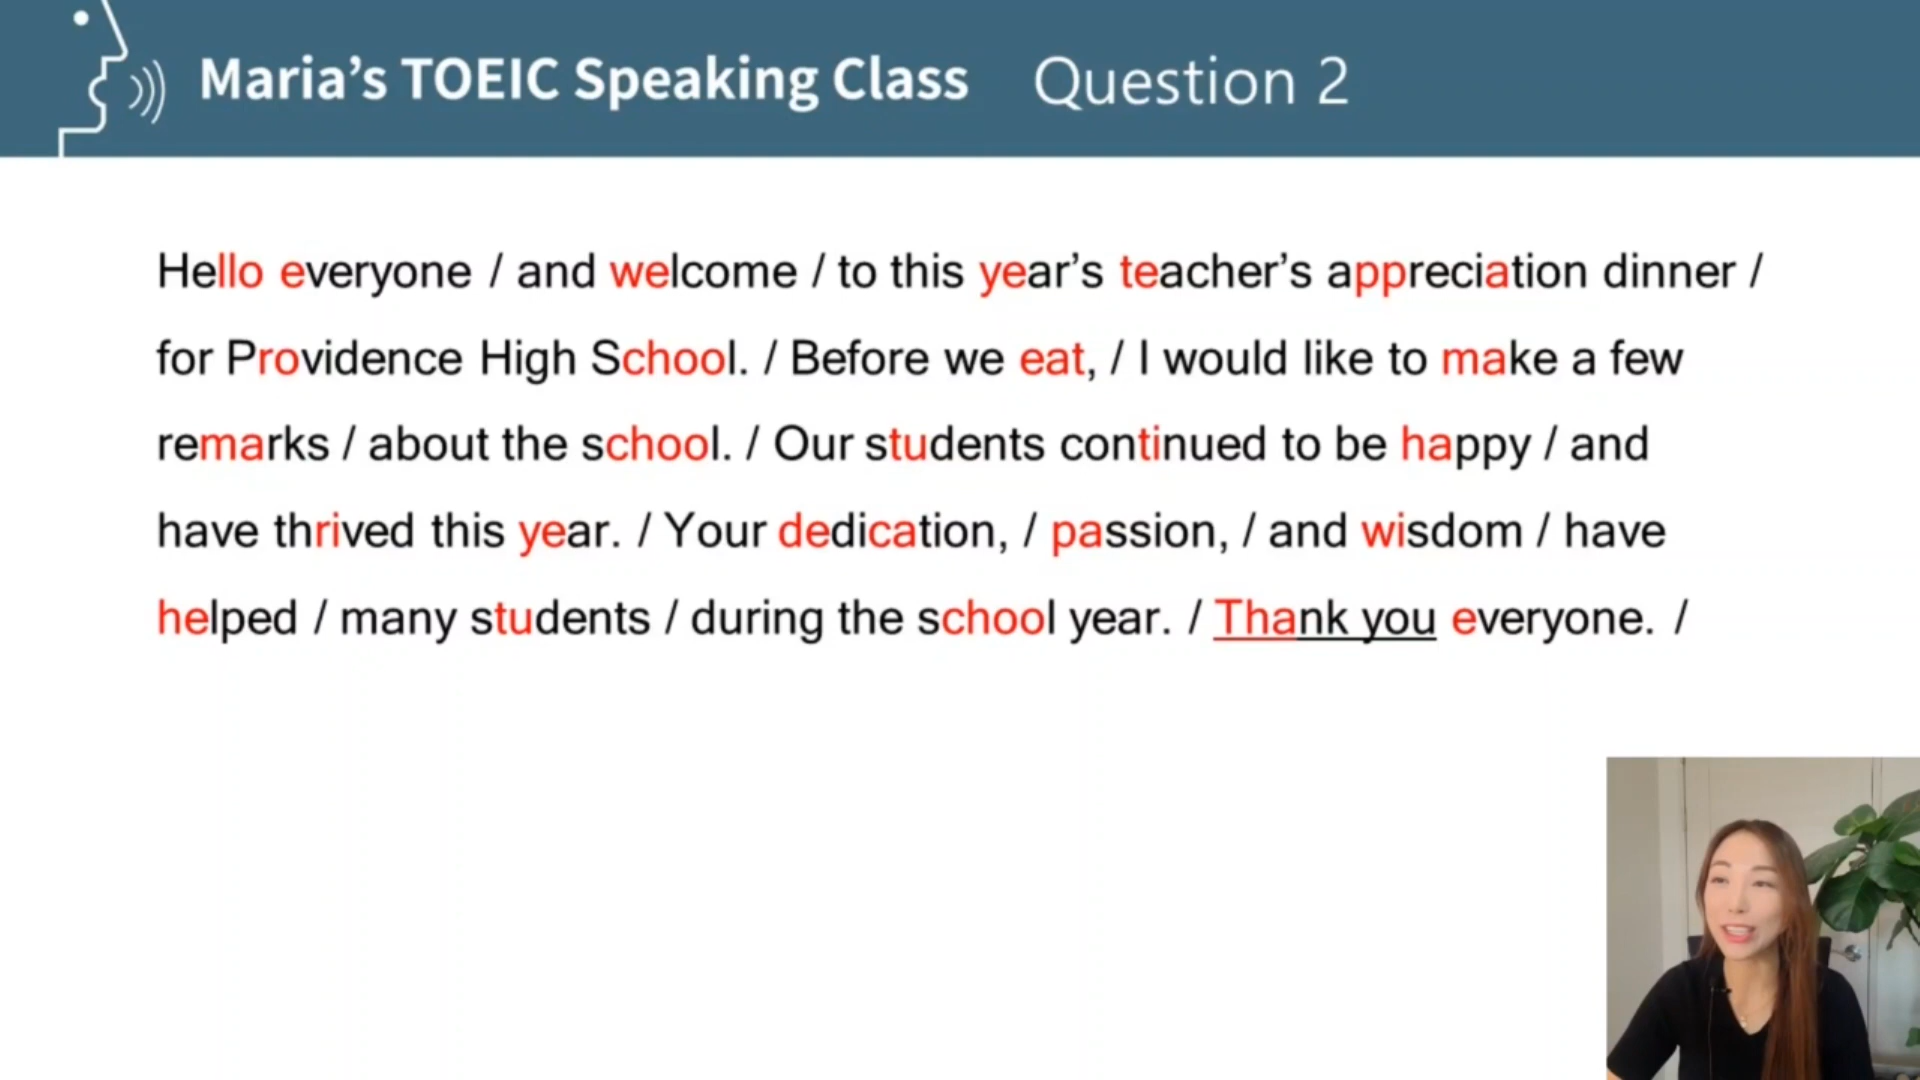 Maria’s TOEIC Speaking Class Question 2
Hello everyone / and welcome / to this year’s teacher’s appreciation dinner /
for Providence High School. / Before we eat, / I would like to make a few
remarks / about the school. / Our students continued to be happy / and
have thrived this year. / Your dedication, / passion, / and wisdom / have
helped / many students / during the school year. / Thank you everyone. /